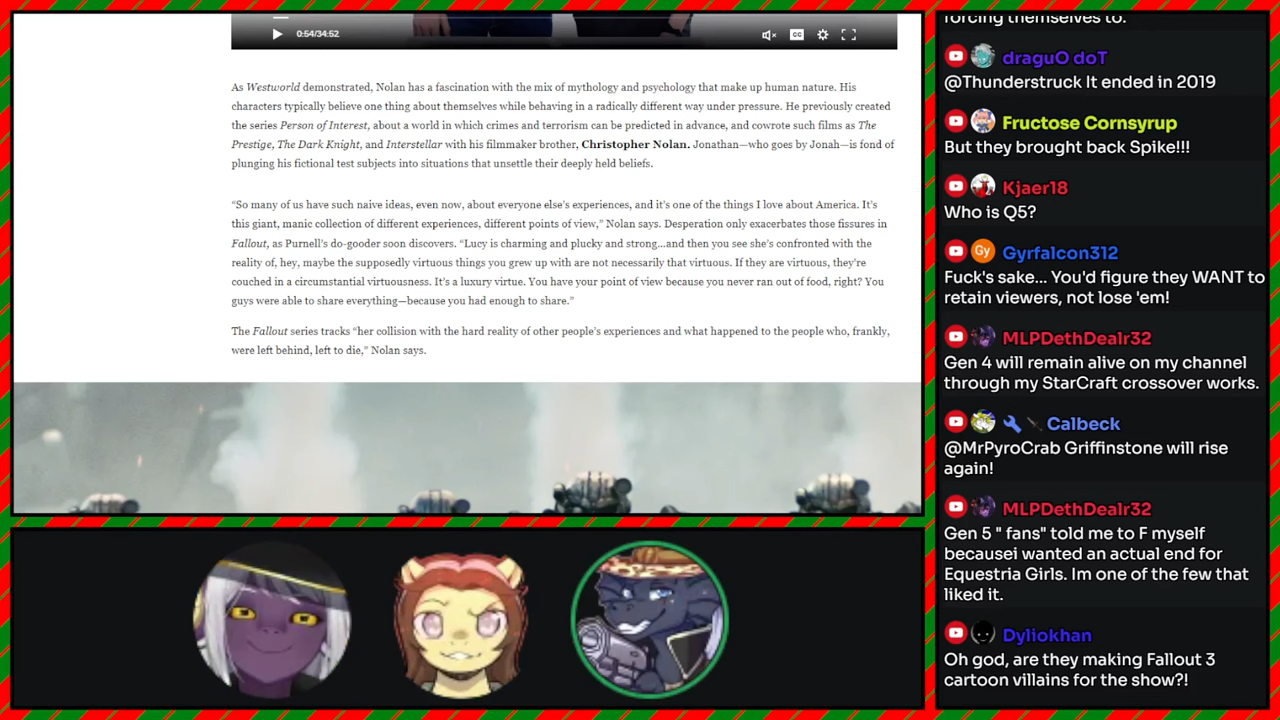 0:54/34:52
CC
As Westworld demonstrated, Nolan has a fascination with the mix of mythology and psychology that make up human nature. His
characters typically believe one thing about themselves while behaving in a radically different way under pressure. He previously created
the series Person of Interest, about a world in which crimes and terrorism can be predicted in advance, and cowrote such films as The
Prestige, The Dark Knight, and Interstellar with his filmmaker brother, Christopher Nolan. Jonathan—who goes by Jonah—is fond of
plunging his fictional test subjects into situations that unsettle their deeply held beliefs.
“So many of us have such naive ideas, even now, about everyone else’s experiences, and it’s one of the things I love about America. It’s
this giant, manic collection of different experiences, different points of view,” Nolan says. Desperation only exacerbates those fissures in
Fallout, as Purnell’s do-gooder soon discovers. “Lucy is charming and plucky and strong…and then you see she’s confronted with the
reality of, hey, maybe the supposedly virtuous things you grew up with are not necessarily that virtuous. If they are virtuous, they’re
couched in a circumstantial virtuousness. It’s a luxury virtue. You have your point of view because you never ran out of food, right? You
guys were able to share everything—because you had enough to share.”
The Fallout series tracks “her collision with the hard reality of other people’s experiences and what happened to the people who, frankly,
were left behind, left to die,” Nolan says.
forcing themselves to.
draguO doT
@Thunderstruck It ended in 2019
Fructose Cornsyrup
But they brought back Spike!!!
Kjaer18
Who is Q5?
Gy Gyrfalcon312
Fuck's sake... You'd figure they WANT to
retain viewers, not lose 'em!
MLPDethDealr32
Gen 4 will remain alive on my channel
through my StarCraft crossover works.
Calbeck
@MrPyroCrab Griffinstone will rise
again!
MLPDethDealr32
Gen 5 " fans" told me to F myself
becausei wanted an actual end for
Equestria Girls. Im one of the few that
liked it.
Dyliokhan
Oh god, are they making Fallout 3
cartoon villains for the show?!